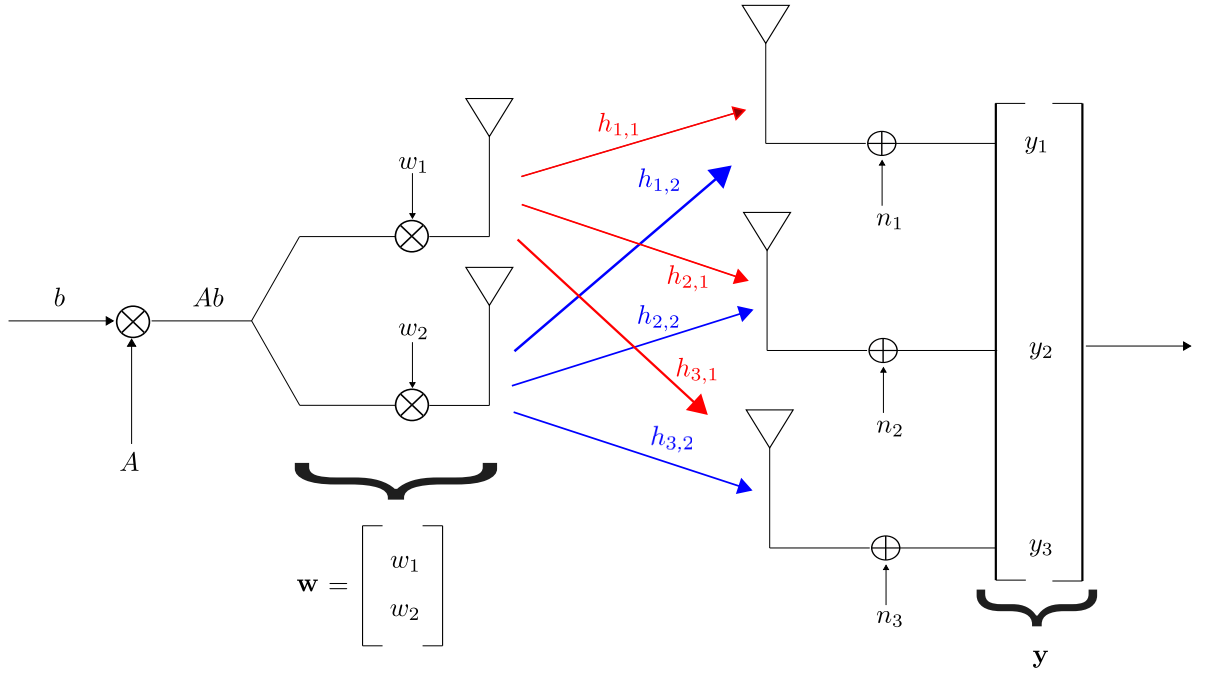 b
A
Ab
w₁
w₂
w = [ w₁ w₂ ]
h₁,₁
h₁,₂
h₂,₁
h₂,₂
h₃,₁
h₃,₂
n₁
n₂
n₃
y₁
y₂
y₃
y